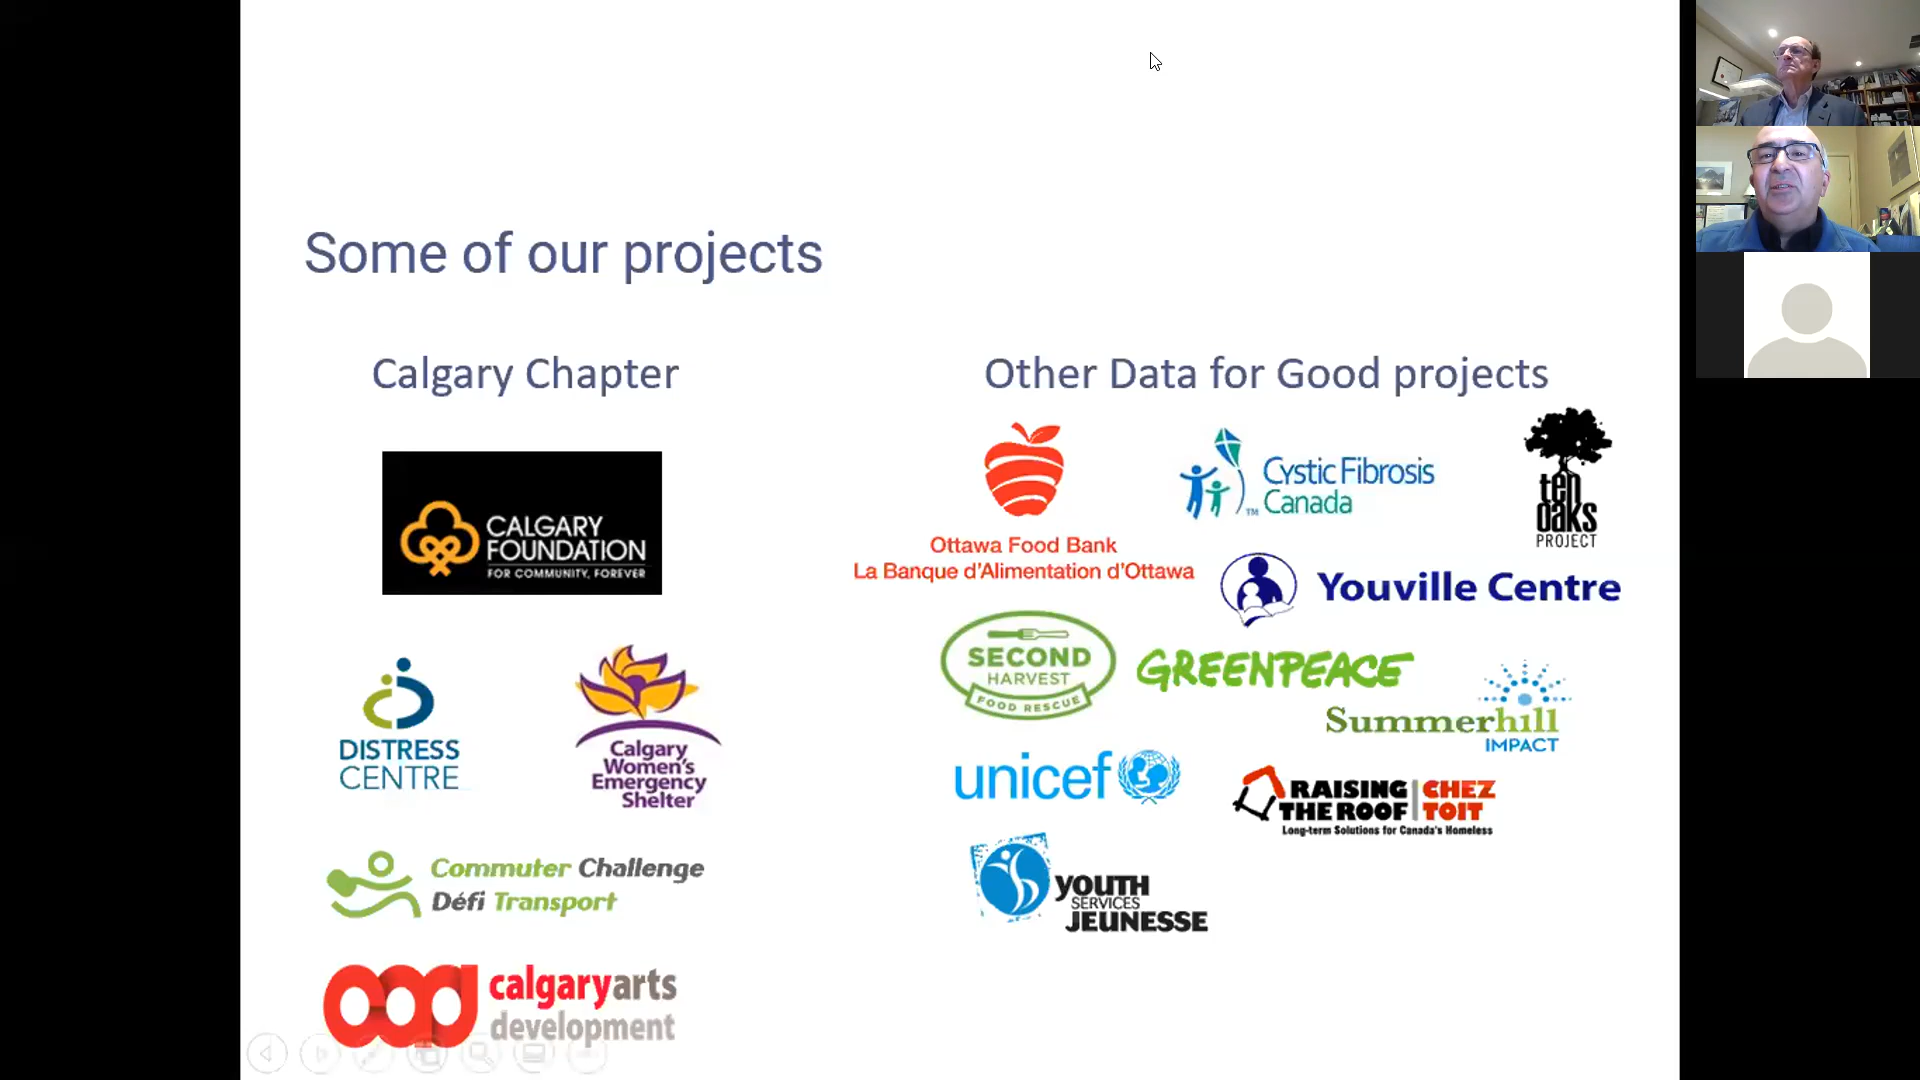 Some of our projects
Calgary Chapter
CALGARY
FOUNDATION
FOR COMMUNITY, FOREVER
DISTRESS
CENTRE
Calgary
Women's
Emergency
Shelter
Commuter Challenge
Défi Transport
calgaryarts
development
Other Data for Good projects
Ottawa Food Bank
La Banque d'Alimentation d'Ottawa
Cystic Fibrosis
Canada
TM
ten
oaks
PROJECT
Youville Centre
SECOND
HARVEST
FOOD RESCUE
GREENPEACE
Summerhill
IMPACT
unicef
RAISING
THE ROOF
CHEZ
TOIT
Long-term Solutions for Canada's Homeless
YOUTH
SERVICES
JEUNESSE